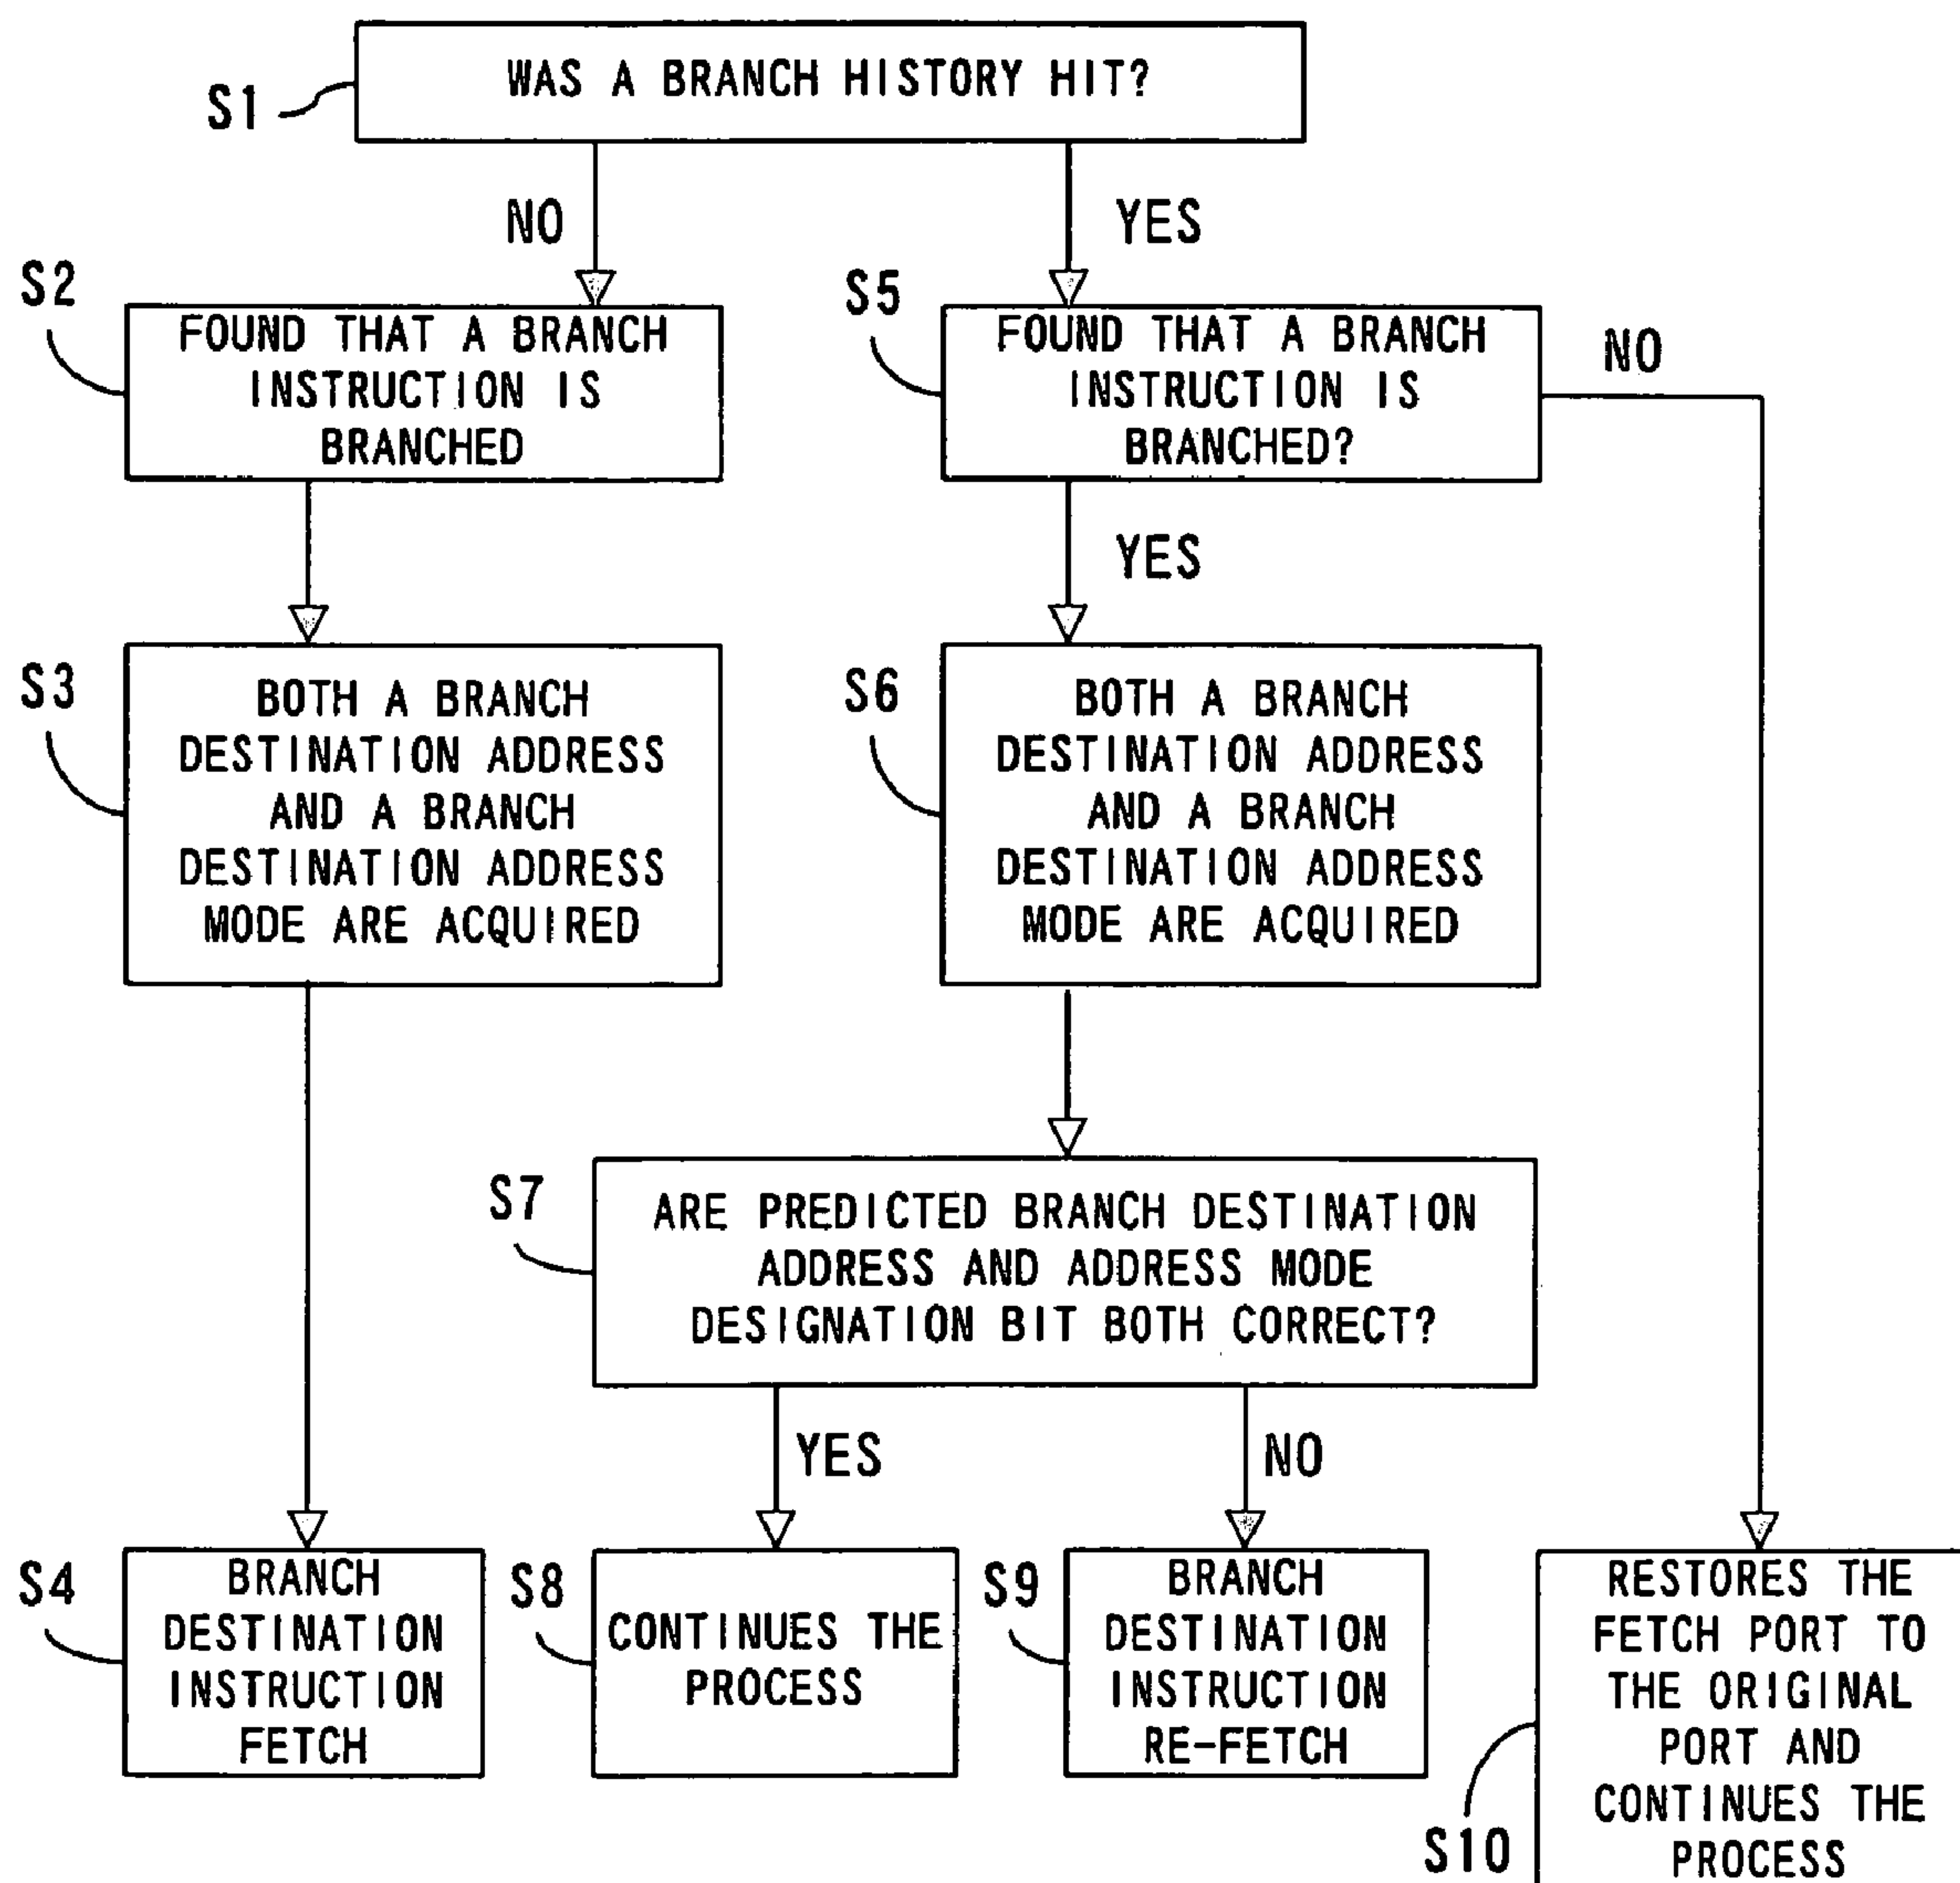 WAS A BRANCH HISTORY HIT?
S1
NO
YES
S2
FOUND THAT A BRANCH
INSTRUCTION IS
BRANCHED
S5
FOUND THAT A BRANCH
INSTRUCTION IS
BRANCHED?
NO
YES
S3
BOTH A BRANCH
DESTINATION ADDRESS
AND A BRANCH
DESTINATION ADDRESS
MODE ARE ACQUIRED
S6
BOTH A BRANCH
DESTINATION ADDRESS
AND A BRANCH
DESTINATION ADDRESS
MODE ARE ACQUIRED
S7
ARE PREDICTED BRANCH DESTINATION
ADDRESS AND ADDRESS MODE
DESIGNATION BIT BOTH CORRECT?
YES
NO
S4
BRANCH
DESTINATION
INSTRUCTION
FETCH
S8
CONTINUES THE
PROCESS
S9
BRANCH
DESTINATION
INSTRUCTION
RE-FETCH
S10
RESTORES THE
FETCH PORT TO
THE ORIGINAL
PORT AND
CONTINUES THE
PROCESS